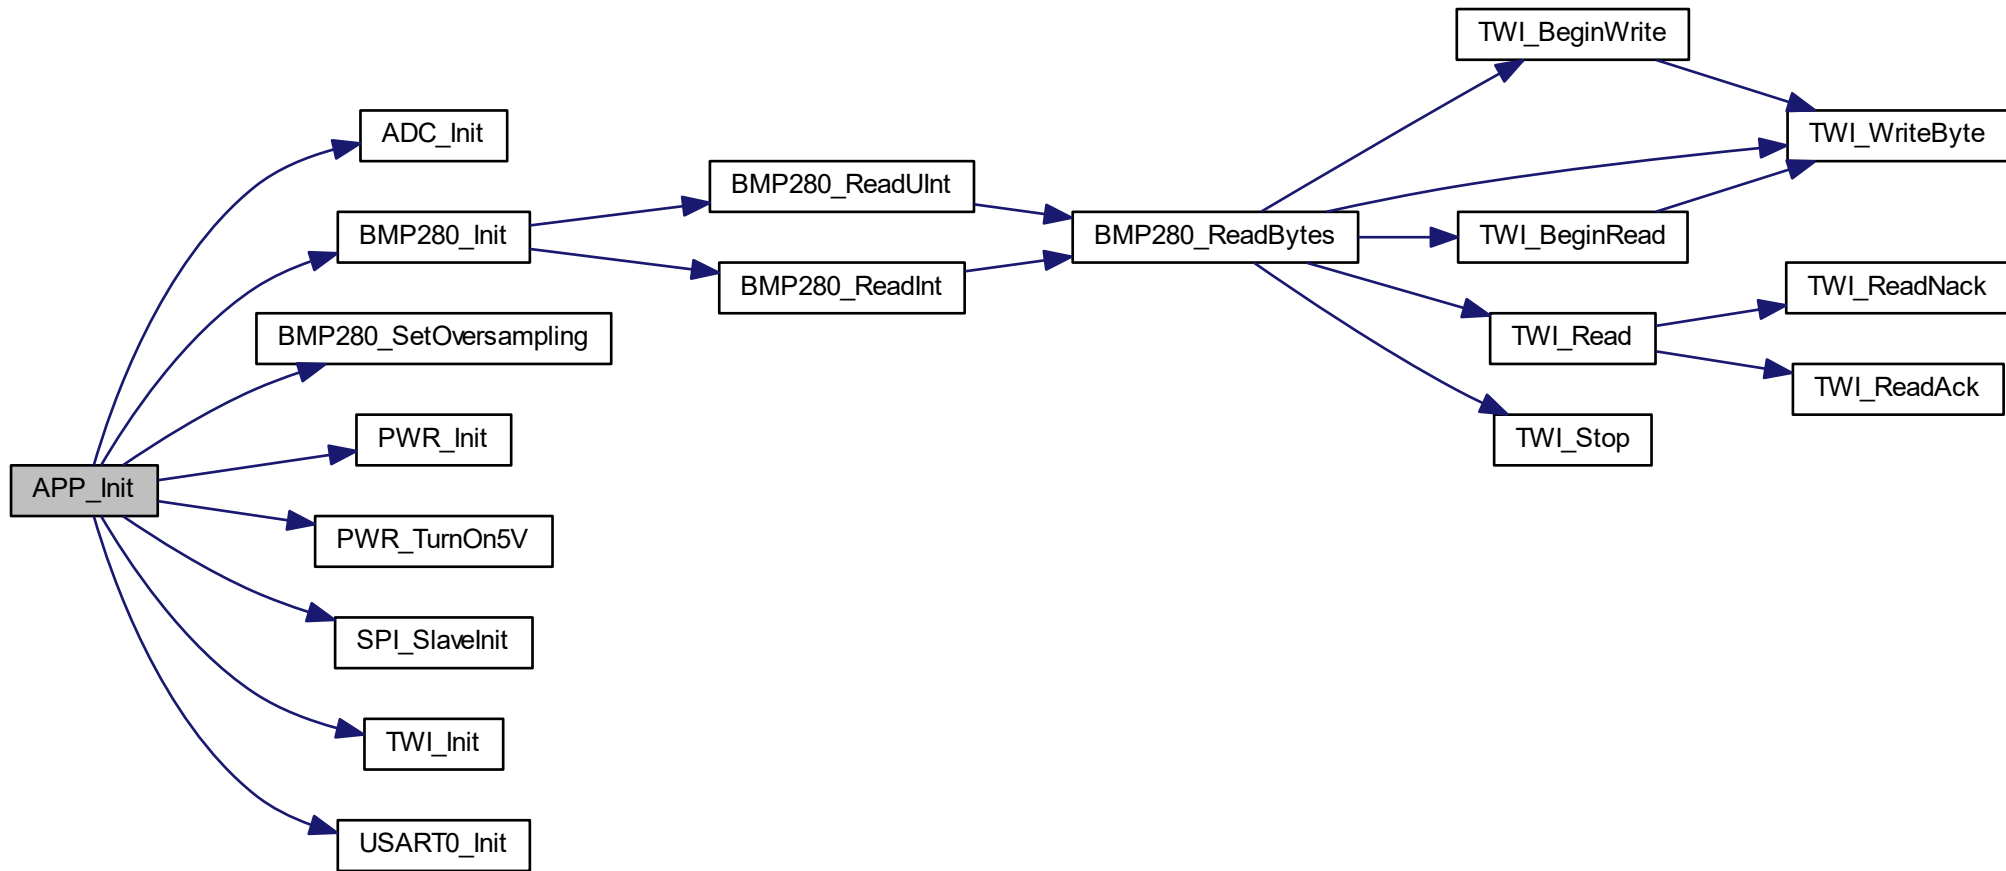 APP_Init
ADC_Init
BMP280_Init
BMP280_SetOversampling
PWR_Init
PWR_TurnOn5V
SPI_SlaveInit
TWI_Init
USART0_Init
BMP280_ReadUInt
BMP280_ReadInt
BMP280_ReadBytes
TWI_BeginWrite
TWI_BeginRead
TWI_Read
TWI_Stop
TWI_WriteByte
TWI_ReadNack
TWI_ReadAck